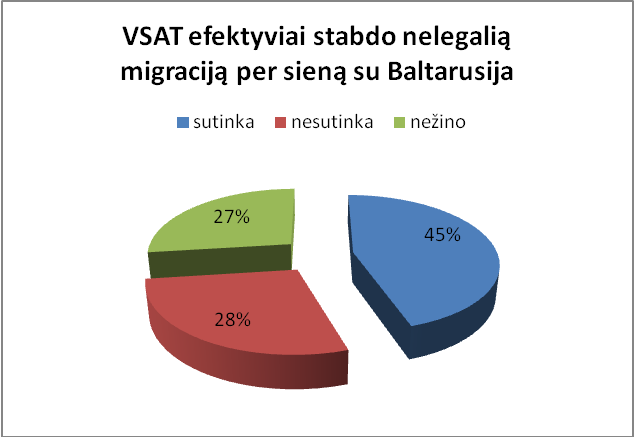 VSAT efektyviai stabdo nelegalią
migraciją per sieną su Baltarusija
sutinka nesutinka nežino
27%
45%
28%